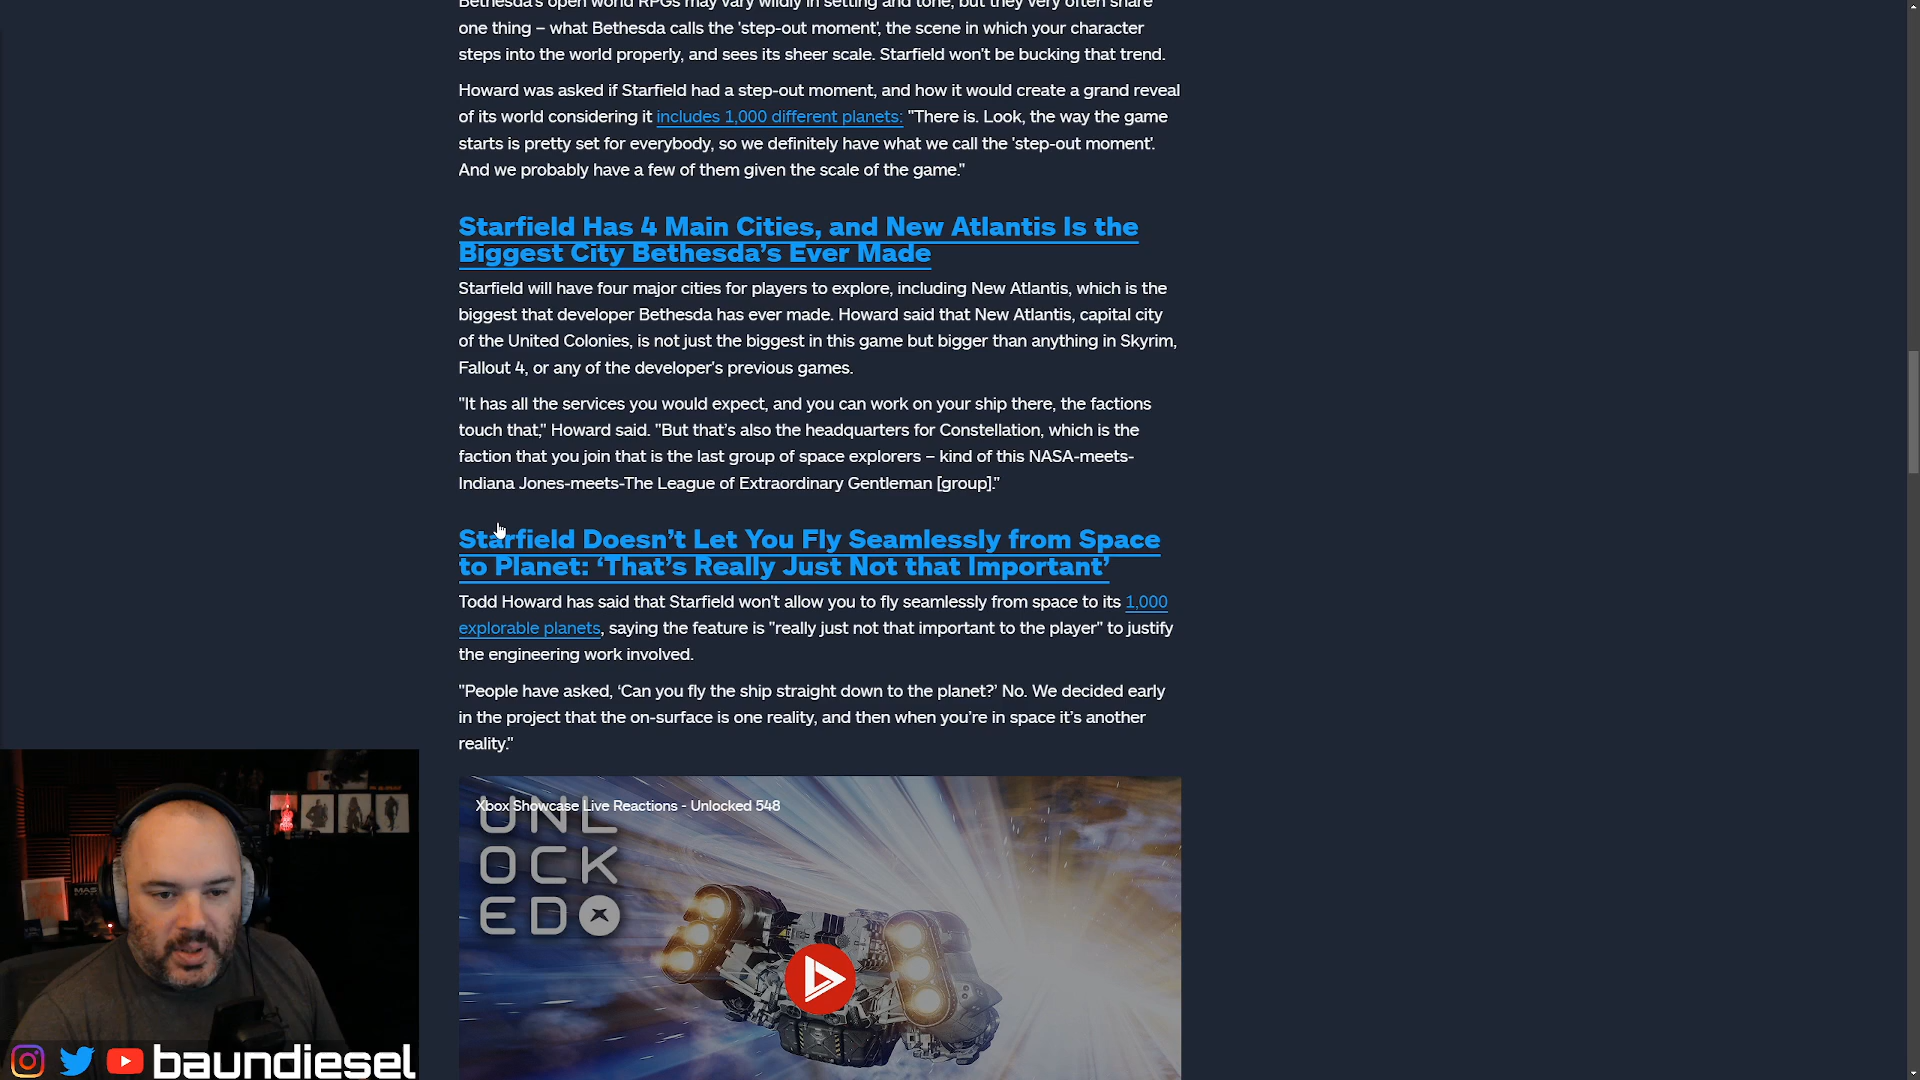 Bethesda's open world RPGs may vary wildly in setting and tone, but they very often share
one thing – what Bethesda calls the 'step-out moment', the scene in which your character
steps into the world properly, and sees its sheer scale. Starfield won't be bucking that trend.
Howard was asked if Starfield had a step-out moment, and how it would create a grand reveal
of its world considering it includes 1,000 different planets: "There is. Look, the way the game
starts is pretty set for everybody, so we definitely have what we call the 'step-out moment'.
And we probably have a few of them given the scale of the game."
Starfield Has 4 Main Cities, and New Atlantis Is the
Biggest City Bethesda's Ever Made
Starfield will have four major cities for players to explore, including New Atlantis, which is the
biggest that developer Bethesda has ever made. Howard said that New Atlantis, capital city
of the United Colonies, is not just the biggest in this game but bigger than anything in Skyrim,
Fallout 4, or any of the developer's previous games.
"It has all the services you would expect, and you can work on your ship there, the factions
touch that," Howard said. "But that's also the headquarters for Constellation, which is the
faction that you join that is the last group of space explorers – kind of this NASA-meets-
Indiana Jones-meets-The League of Extraordinary Gentleman [group]."
Starfield Doesn't Let You Fly Seamlessly from Space
to Planet: 'That's Really Just Not that Important'
Todd Howard has said that Starfield won't allow you to fly seamlessly from space to its 1,000
explorable planets, saying the feature is "really just not that important to the player" to justify
the engineering work involved.
"People have asked, 'Can you fly the ship straight down to the planet?' No. We decided early
in the project that the on-surface is one reality, and then when you're in space it's another
reality."
Xbox Showcase Live Reactions - Unlocked 548
UNL
OCK
ED
baundiesel